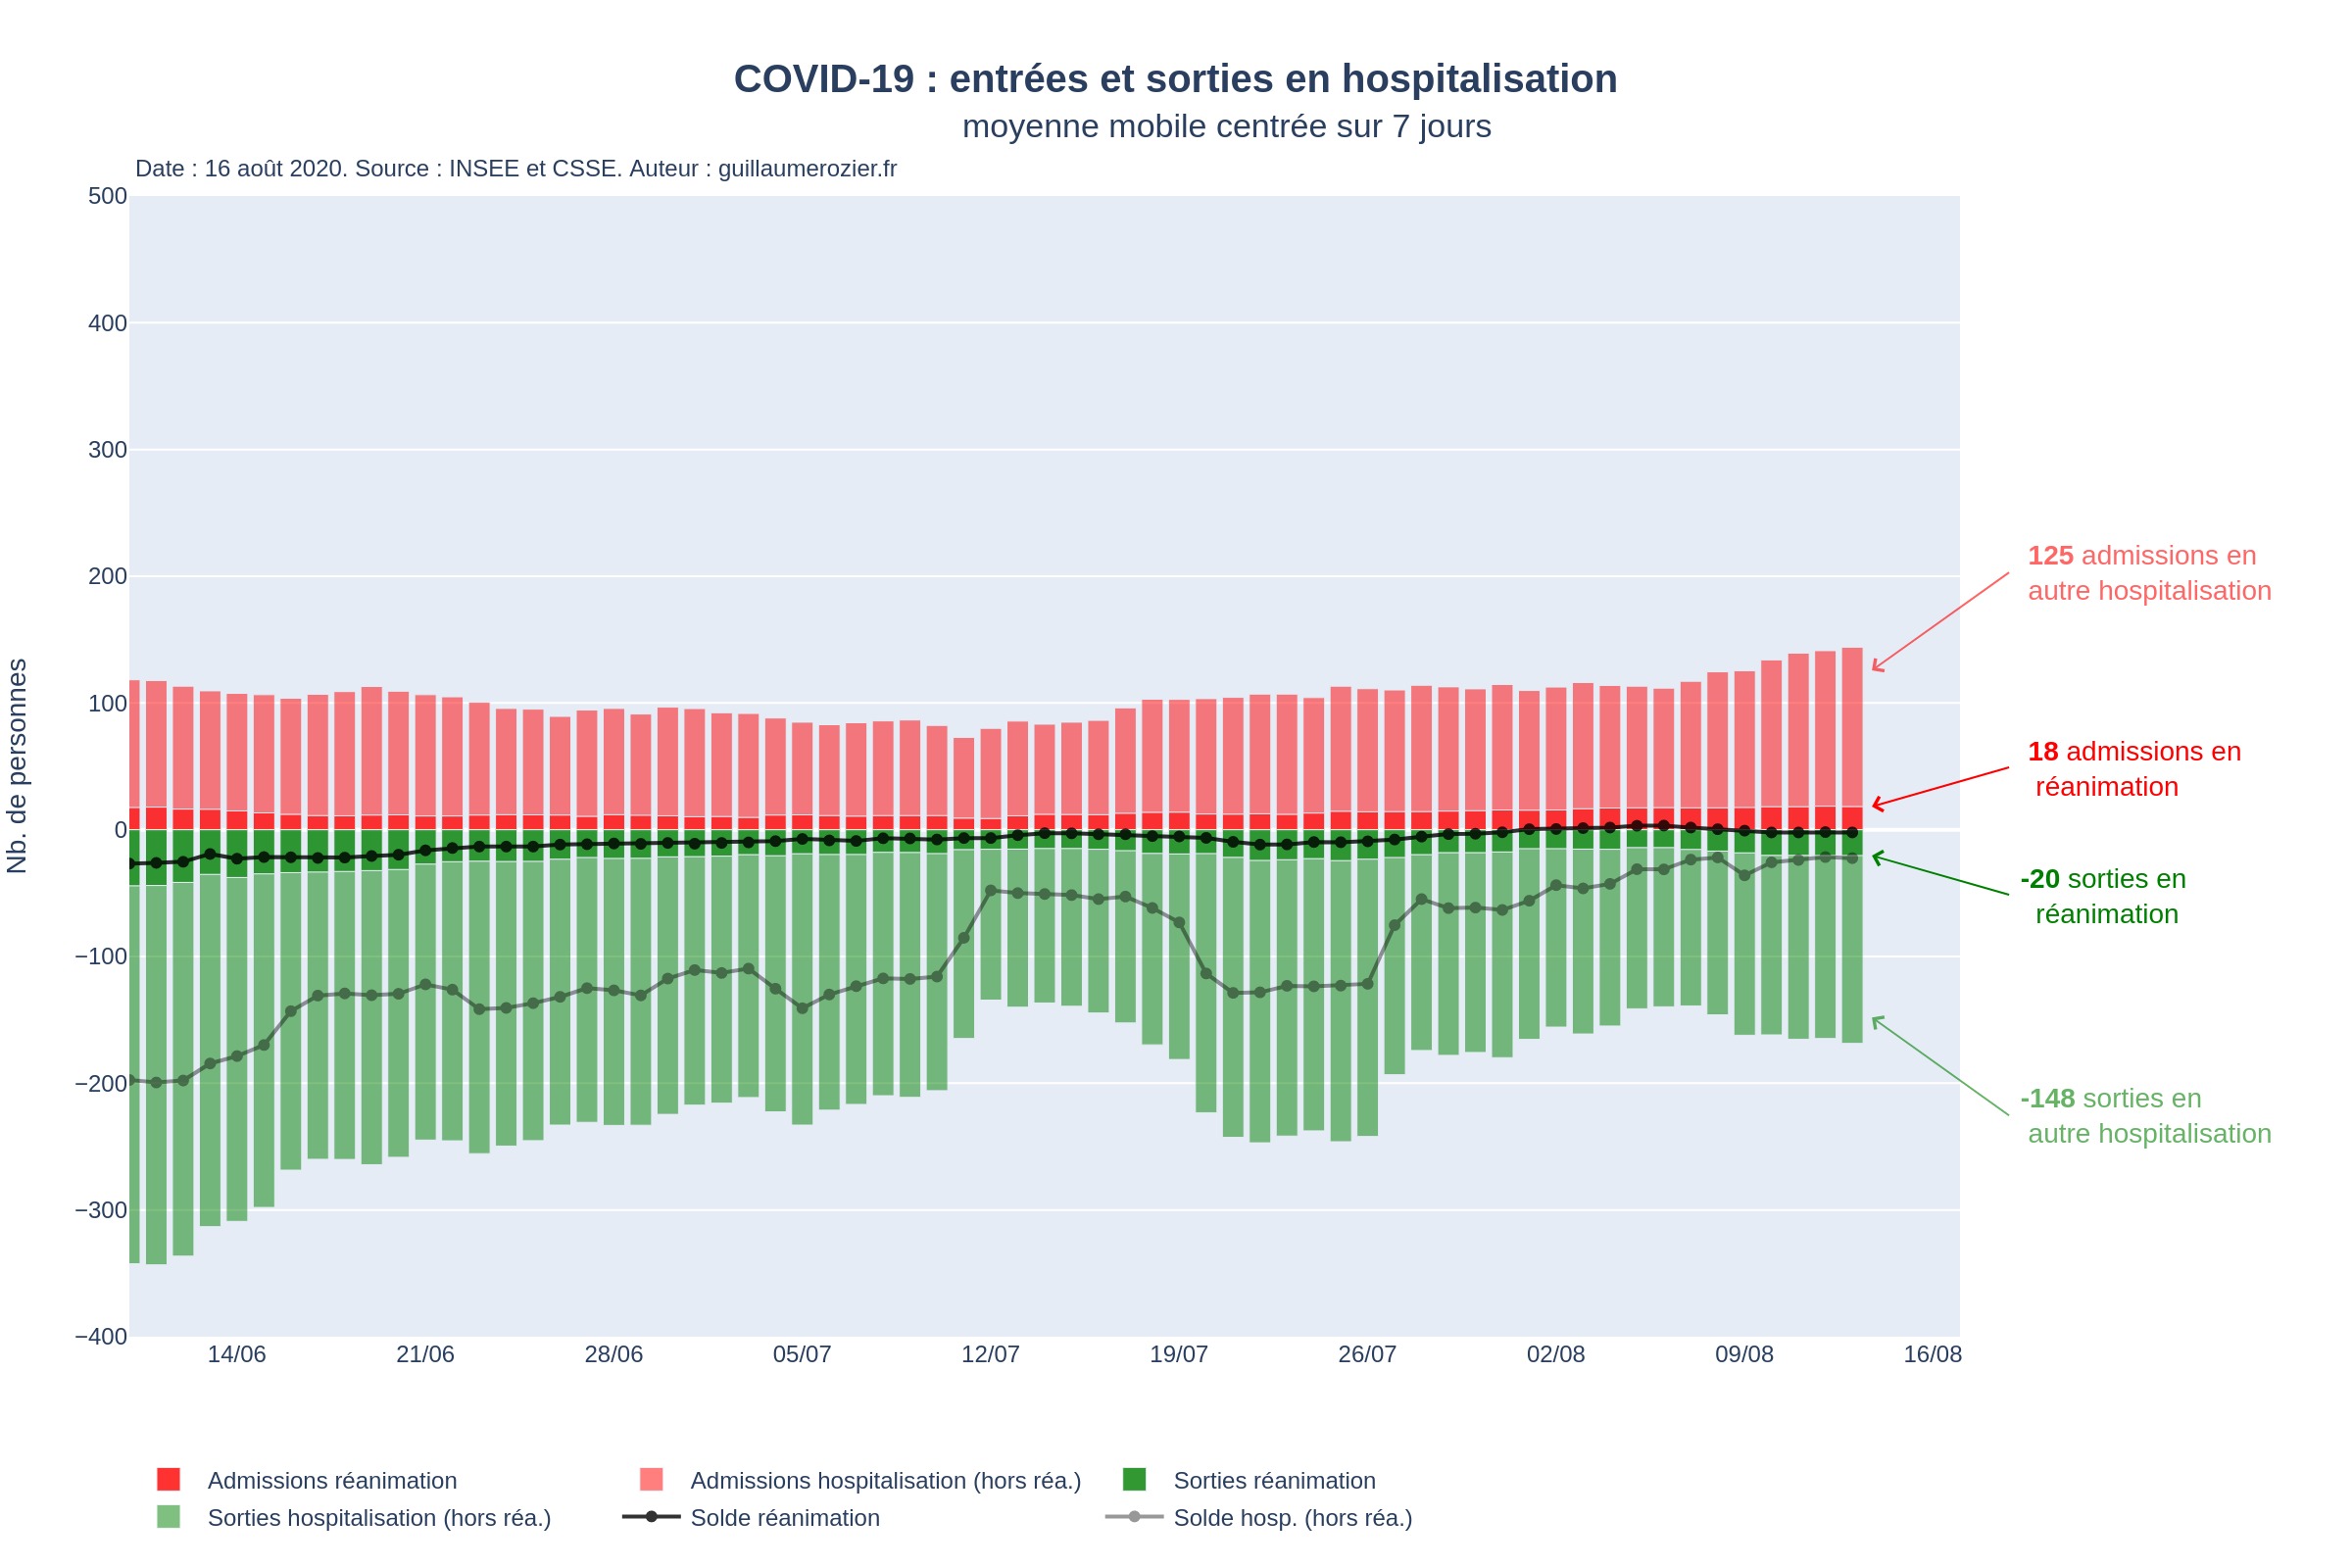 COVID-19 : entrées et sorties en hospitalisation
moyenne mobile centrée sur 7 jours
Date : 16 août 2020. Source : INSEE et CSSE. Auteur : guillaumerozier.fr
Nb. de personnes
500
400
300
200
100
0
−100
−200
−300
−400
14/06 21/06 28/06 05/07 12/07 19/07 26/07 02/08 09/08 16/08
125 admissions en
autre hospitalisation
18 admissions en
réanimation
-20 sorties en
réanimation
-148 sorties en
autre hospitalisation
Admissions réanimation Admissions hospitalisation (hors réa.) Sorties réanimation
Sorties hospitalisation (hors réa.) Solde réanimation Solde hosp. (hors réa.)